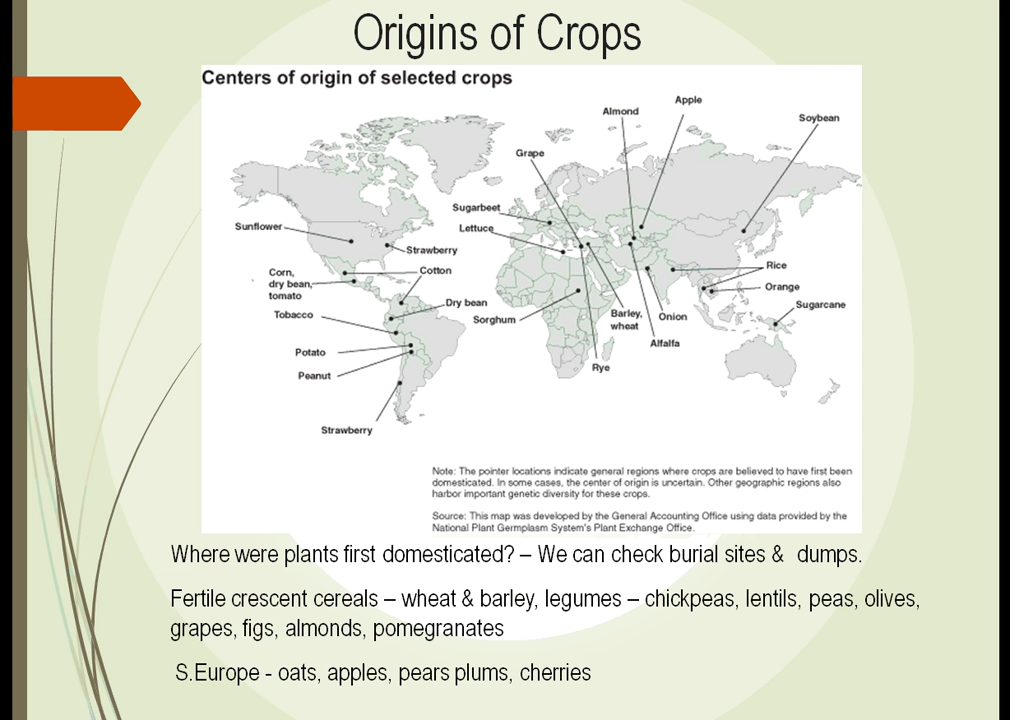 Origins of Crops
Centers of origin of selected crops
Apple
Almond
Soybean
Grape
Sugarbeet
Lettuce
Sunflower
Strawberry
Corn,
dry bean,
tomato
Cotton
Rice
Orange
Dry bean
Sugarcane
Tobacco
Sorghum
Barley,
wheat
Onion
Alfalfa
Potato
Rye
Peanut
Strawberry
Note: The pointer locations indicate general regions where crops are believed to have first been
domesticated. In some cases, the center of origin is uncertain. Other geographic regions also
harbor important genetic diversity for these crops.
Source: This map was developed by the General Accounting Office using data provided by the
National Plant Germplasm System's Plant Exchange Office.
Where were plants first domesticated? – We can check burial sites & dumps.
Fertile crescent cereals – wheat & barley, legumes – chickpeas, lentils, peas, olives,
grapes, figs, almonds, pomegranates
S.Europe - oats, apples, pears plums, cherries